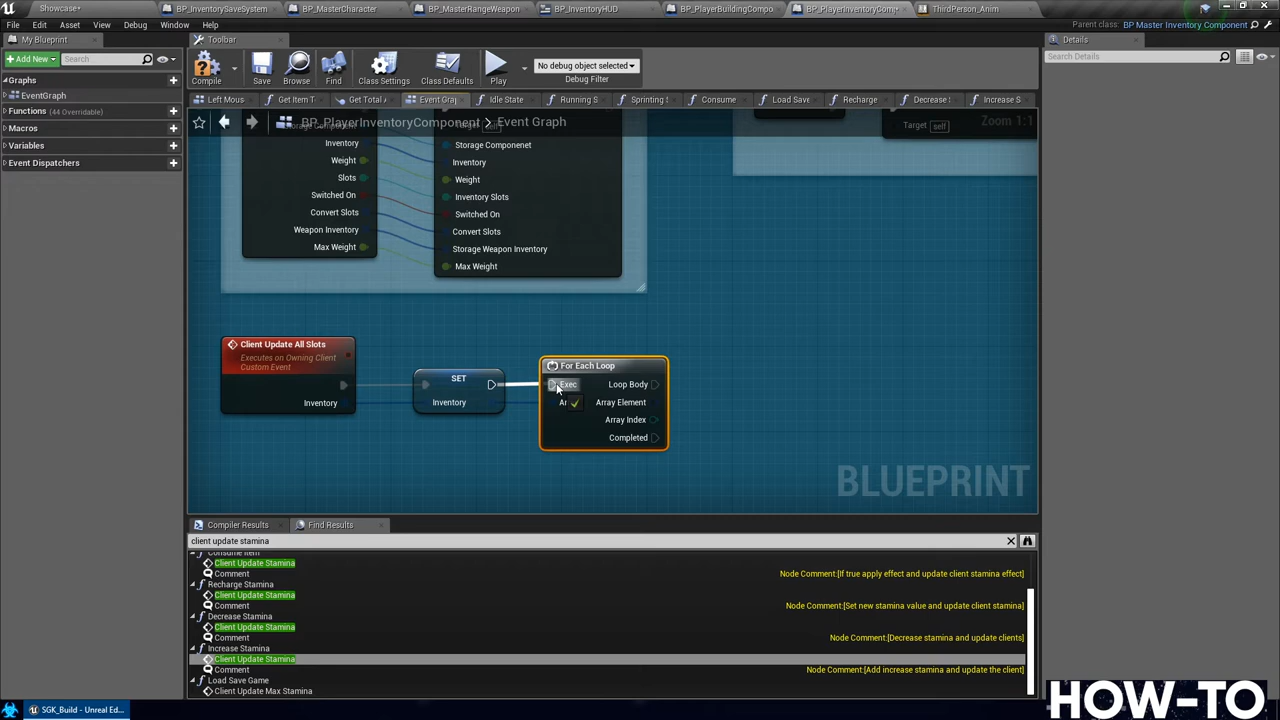 Showcase*
BP_InventorySaveSystem
BP_MasterCharacter
BP_MasterRangeWeapon
BP_InventoryHUD
BP_PlayerBuildingCompo
BP_PlayerInventoryComp
ThirdPerson_Anim
File Edit Asset View Debug Window Help
Parent class: BP Master Inventory Component
My Blueprint
Toolbar
Details
+ Add New Search
Search Details
Compile
Save
Browse
Find
Class Settings
Class Defaults
Play
No debug object selected
Debug Filter
Graphs
EventGraph
Functions (44 Overridable)
Macros
Variables
Event Dispatchers
Left Mous
Get Item T
Get Total A
Event Grap
Idle State
Running S
Sprinting S
Consume
Load Save
Recharge
Decrease
Increase S
BP_PlayerInventoryComponent > Event Graph
Zoom 1:1
Inventory
Weight
Slots
Switched On
Convert Slots
Weapon Inventory
Max Weight
Target self
Storage Componenet
Inventory
Weight
Inventory Slots
Switched On
Convert Slots
Storage Weapon Inventory
Max Weight
Target self
Client Update All Slots
Executes on Owning Client
Custom Event
Inventory
SET
Inventory
For Each Loop
Exec Loop Body
Array Element
Array Index
Completed
BLUEPRINT
Compiler Results
Find Results
client update stamina
Consume Item
Client Update Stamina
Comment Node Comment:[If true apply effect and update client stamina effect]
Recharge Stamina
Client Update Stamina
Comment Node Comment:[Set new stamina value and update client stamina]
Decrease Stamina
Client Update Stamina
Comment Node Comment:[Decrease stamina and update clients]
Increase Stamina
Client Update Stamina
Comment Node Comment:[Add increase stamina and update the client]
Load Save Game
Client Update Max Stamina
SGK_Build - Unreal Ed...
HOW-TO